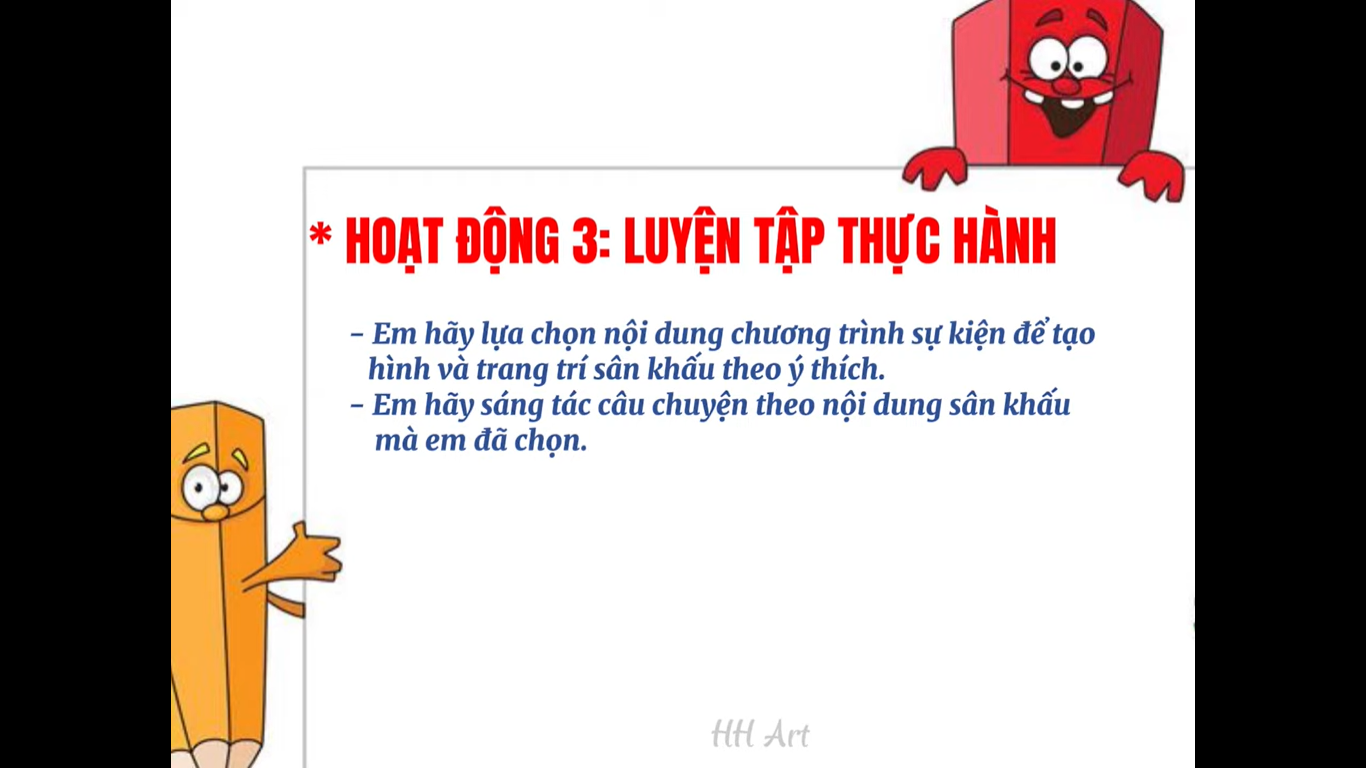 * HOẠT ĐỘNG 3: LUYỆN TẬP THỰC HÀNH
- Em hãy lựa chọn nội dung chương trình sự kiện để tạo
hình và trang trí sân khấu theo ý thích.
- Em hãy sáng tác câu chuyện theo nội dung sân khấu
mà em đã chọn.
HH Art